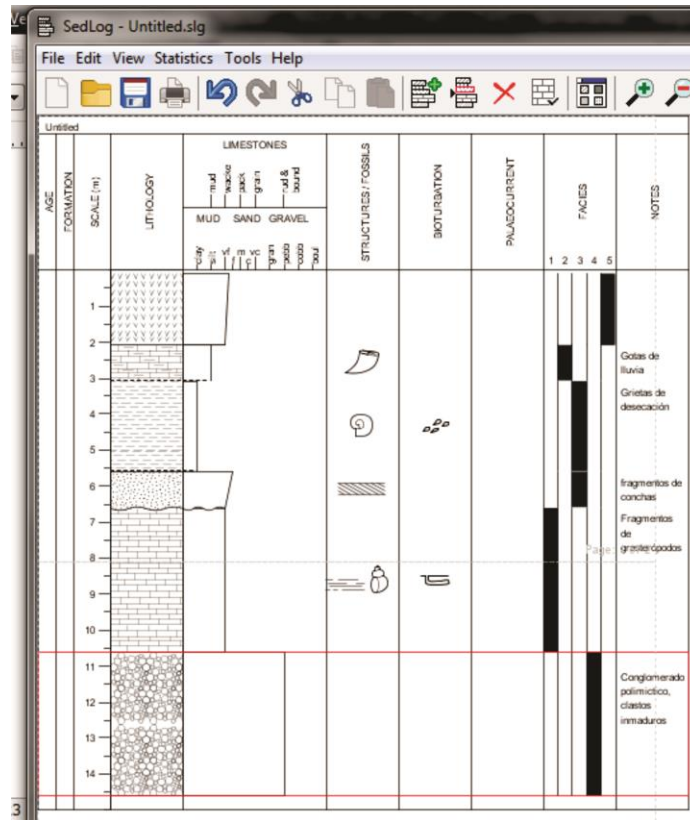 SedLog - Untitled.slg
File Edit View Statistics Tools Help
Untitled
AGE
FORMATION
SCALE (m)
LITHOLOGY
LIMESTONES
mud
wacke
pack
grain
rud &
bound
MUD SAND GRAVEL
clay
silt
vf
f
m
c
vc
gran
pebb
cobb
boul
STRUCTURES / FOSSILS
BIOTURBATION
PALAEOCURRENT
FACIES
1 2 3 4 5
NOTES
1
2
3
4
5
6
7
8
9
10
11
12
13
14
Gotas de
lluvia
Grietas de
desecación
fragmentos de
conchas
Fragmentos
de
Conglomerado
polimictico,
clastos
inmaduros
3